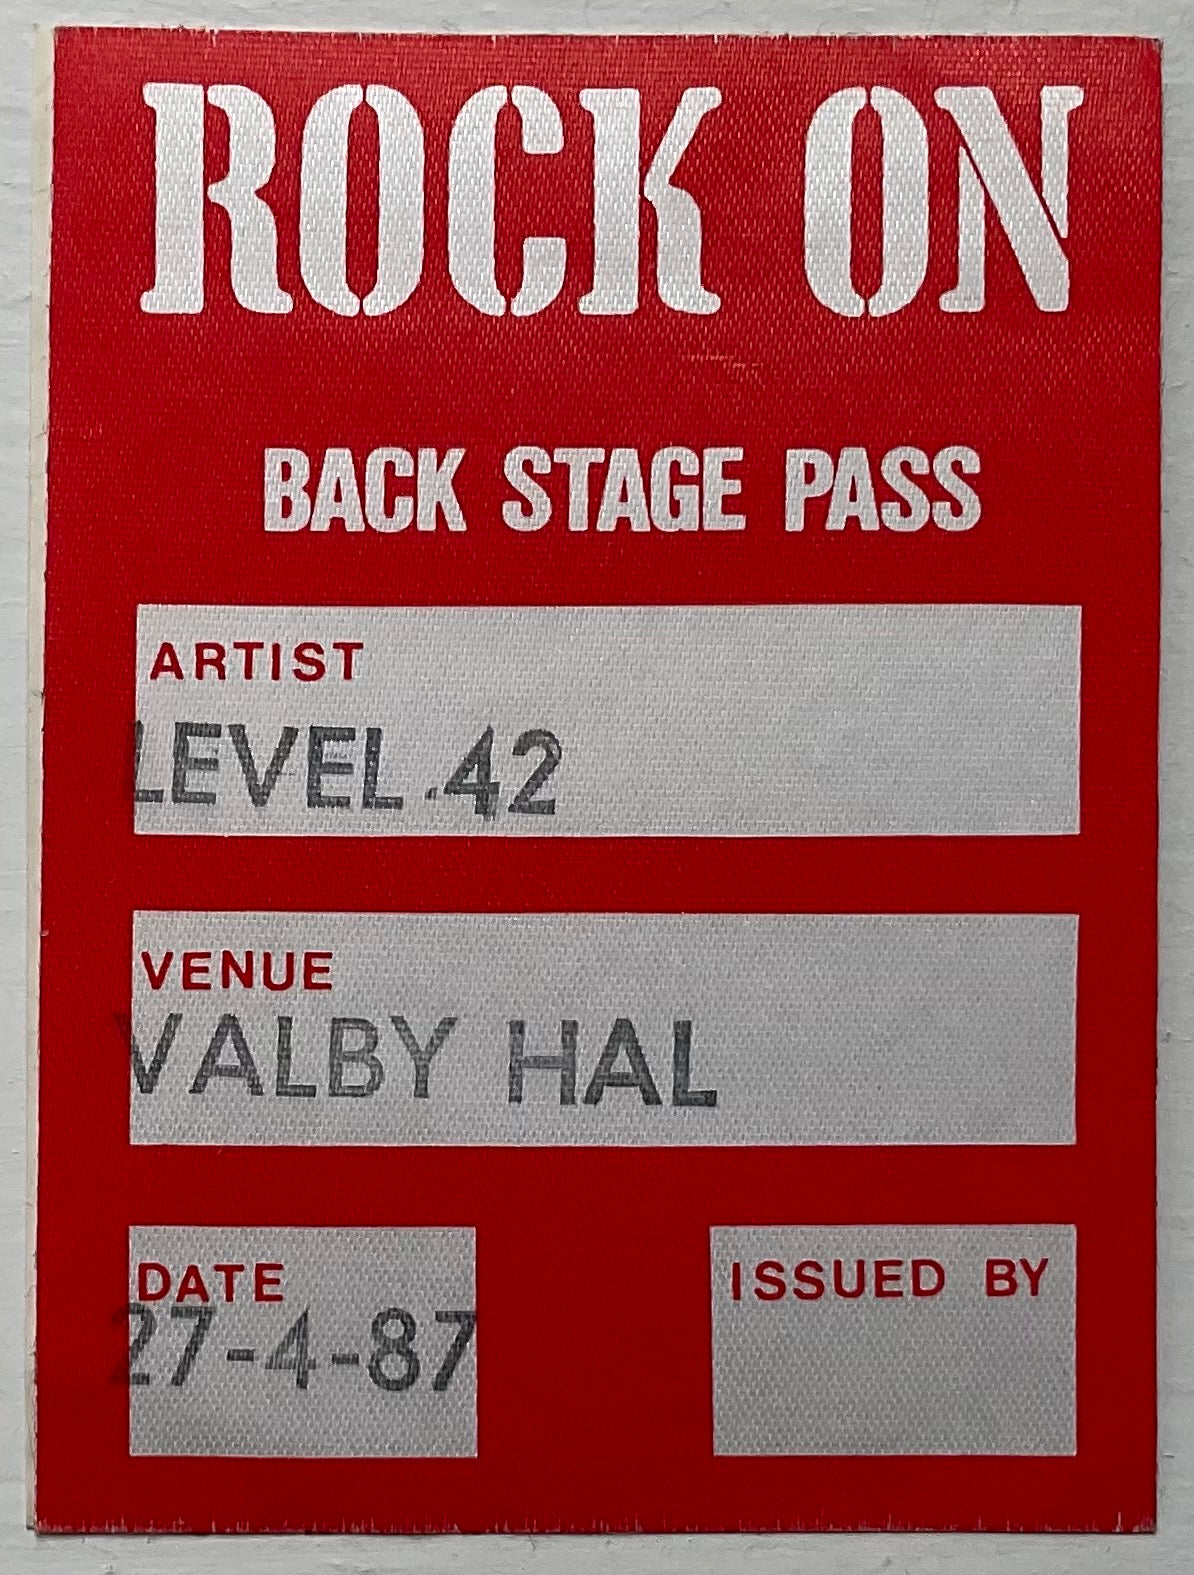 ROCK ON
BACK STAGE PASS
ARTIST
LEVEL 42
VENUE
VALBY HAL
DATE
27-4-87
ISSUED BY